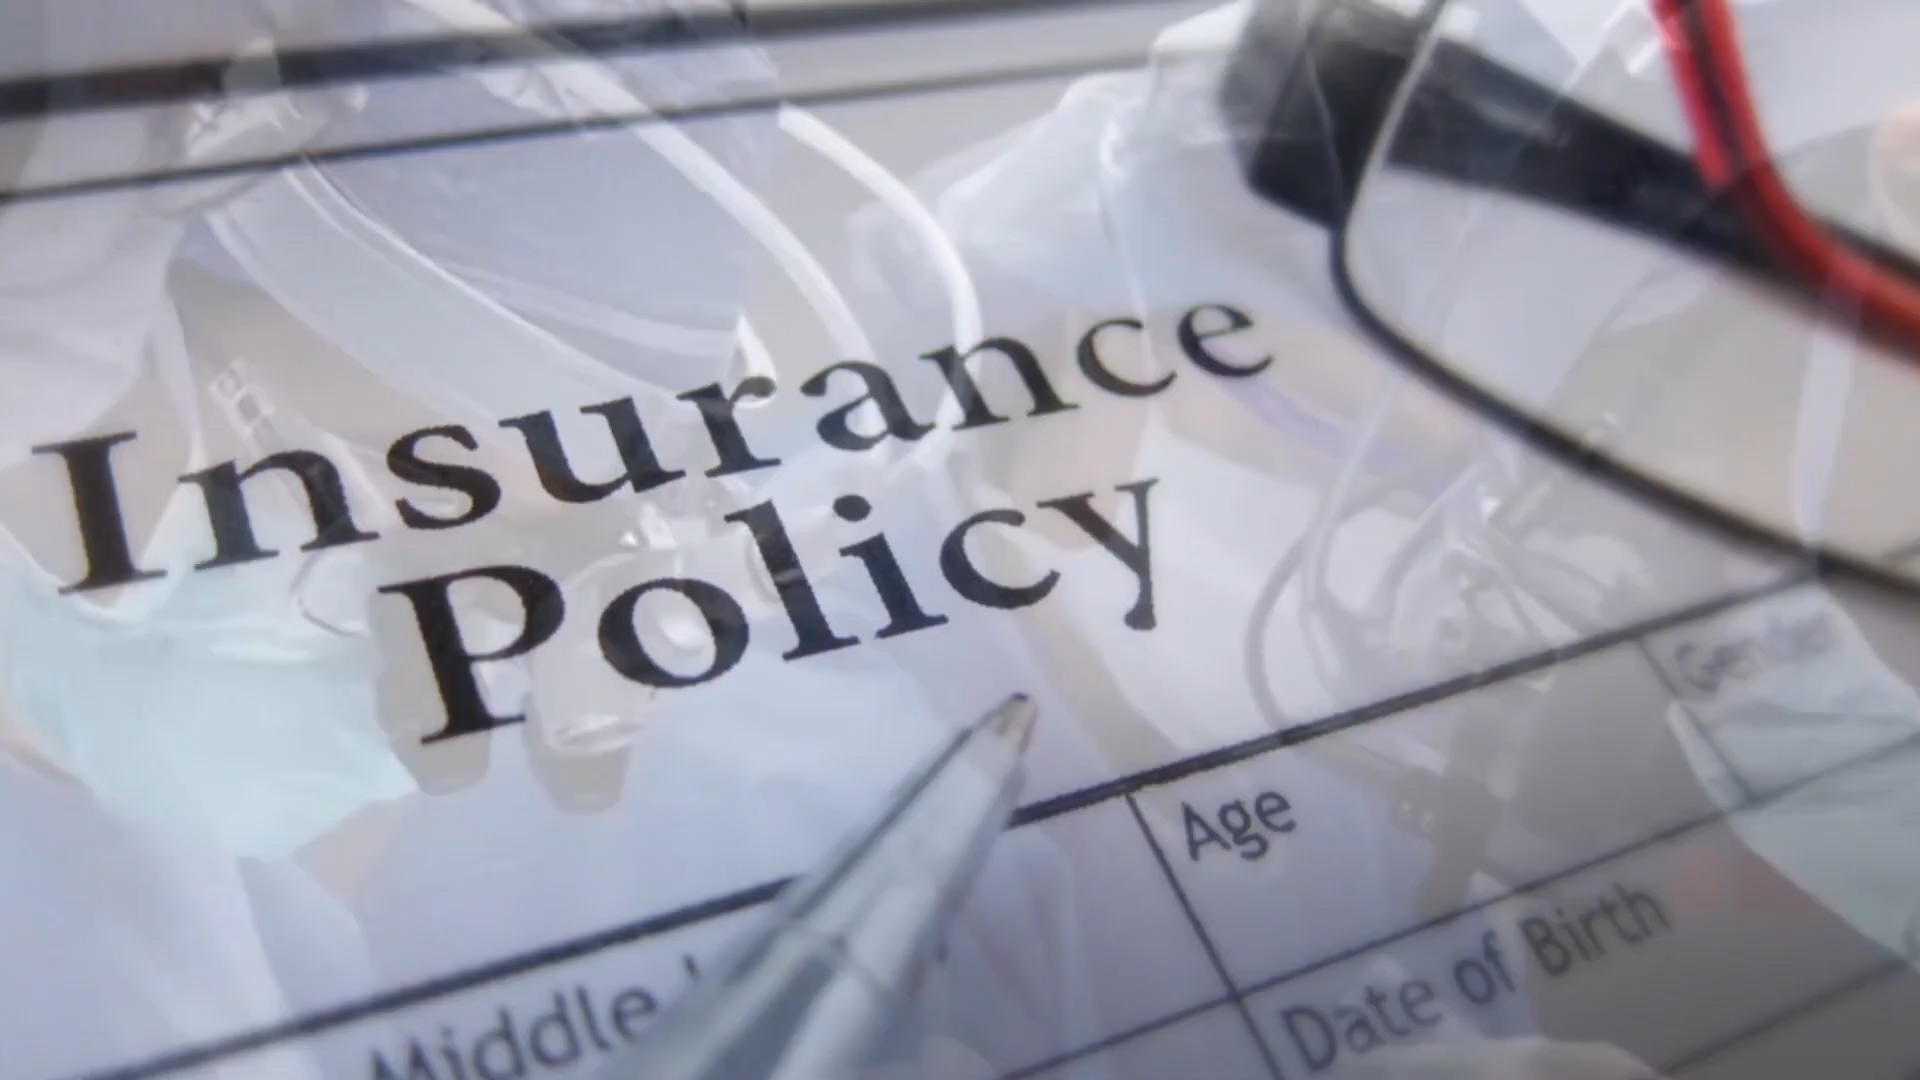 Insurance
Policy
Gender
Age
Date of Birth
Middle